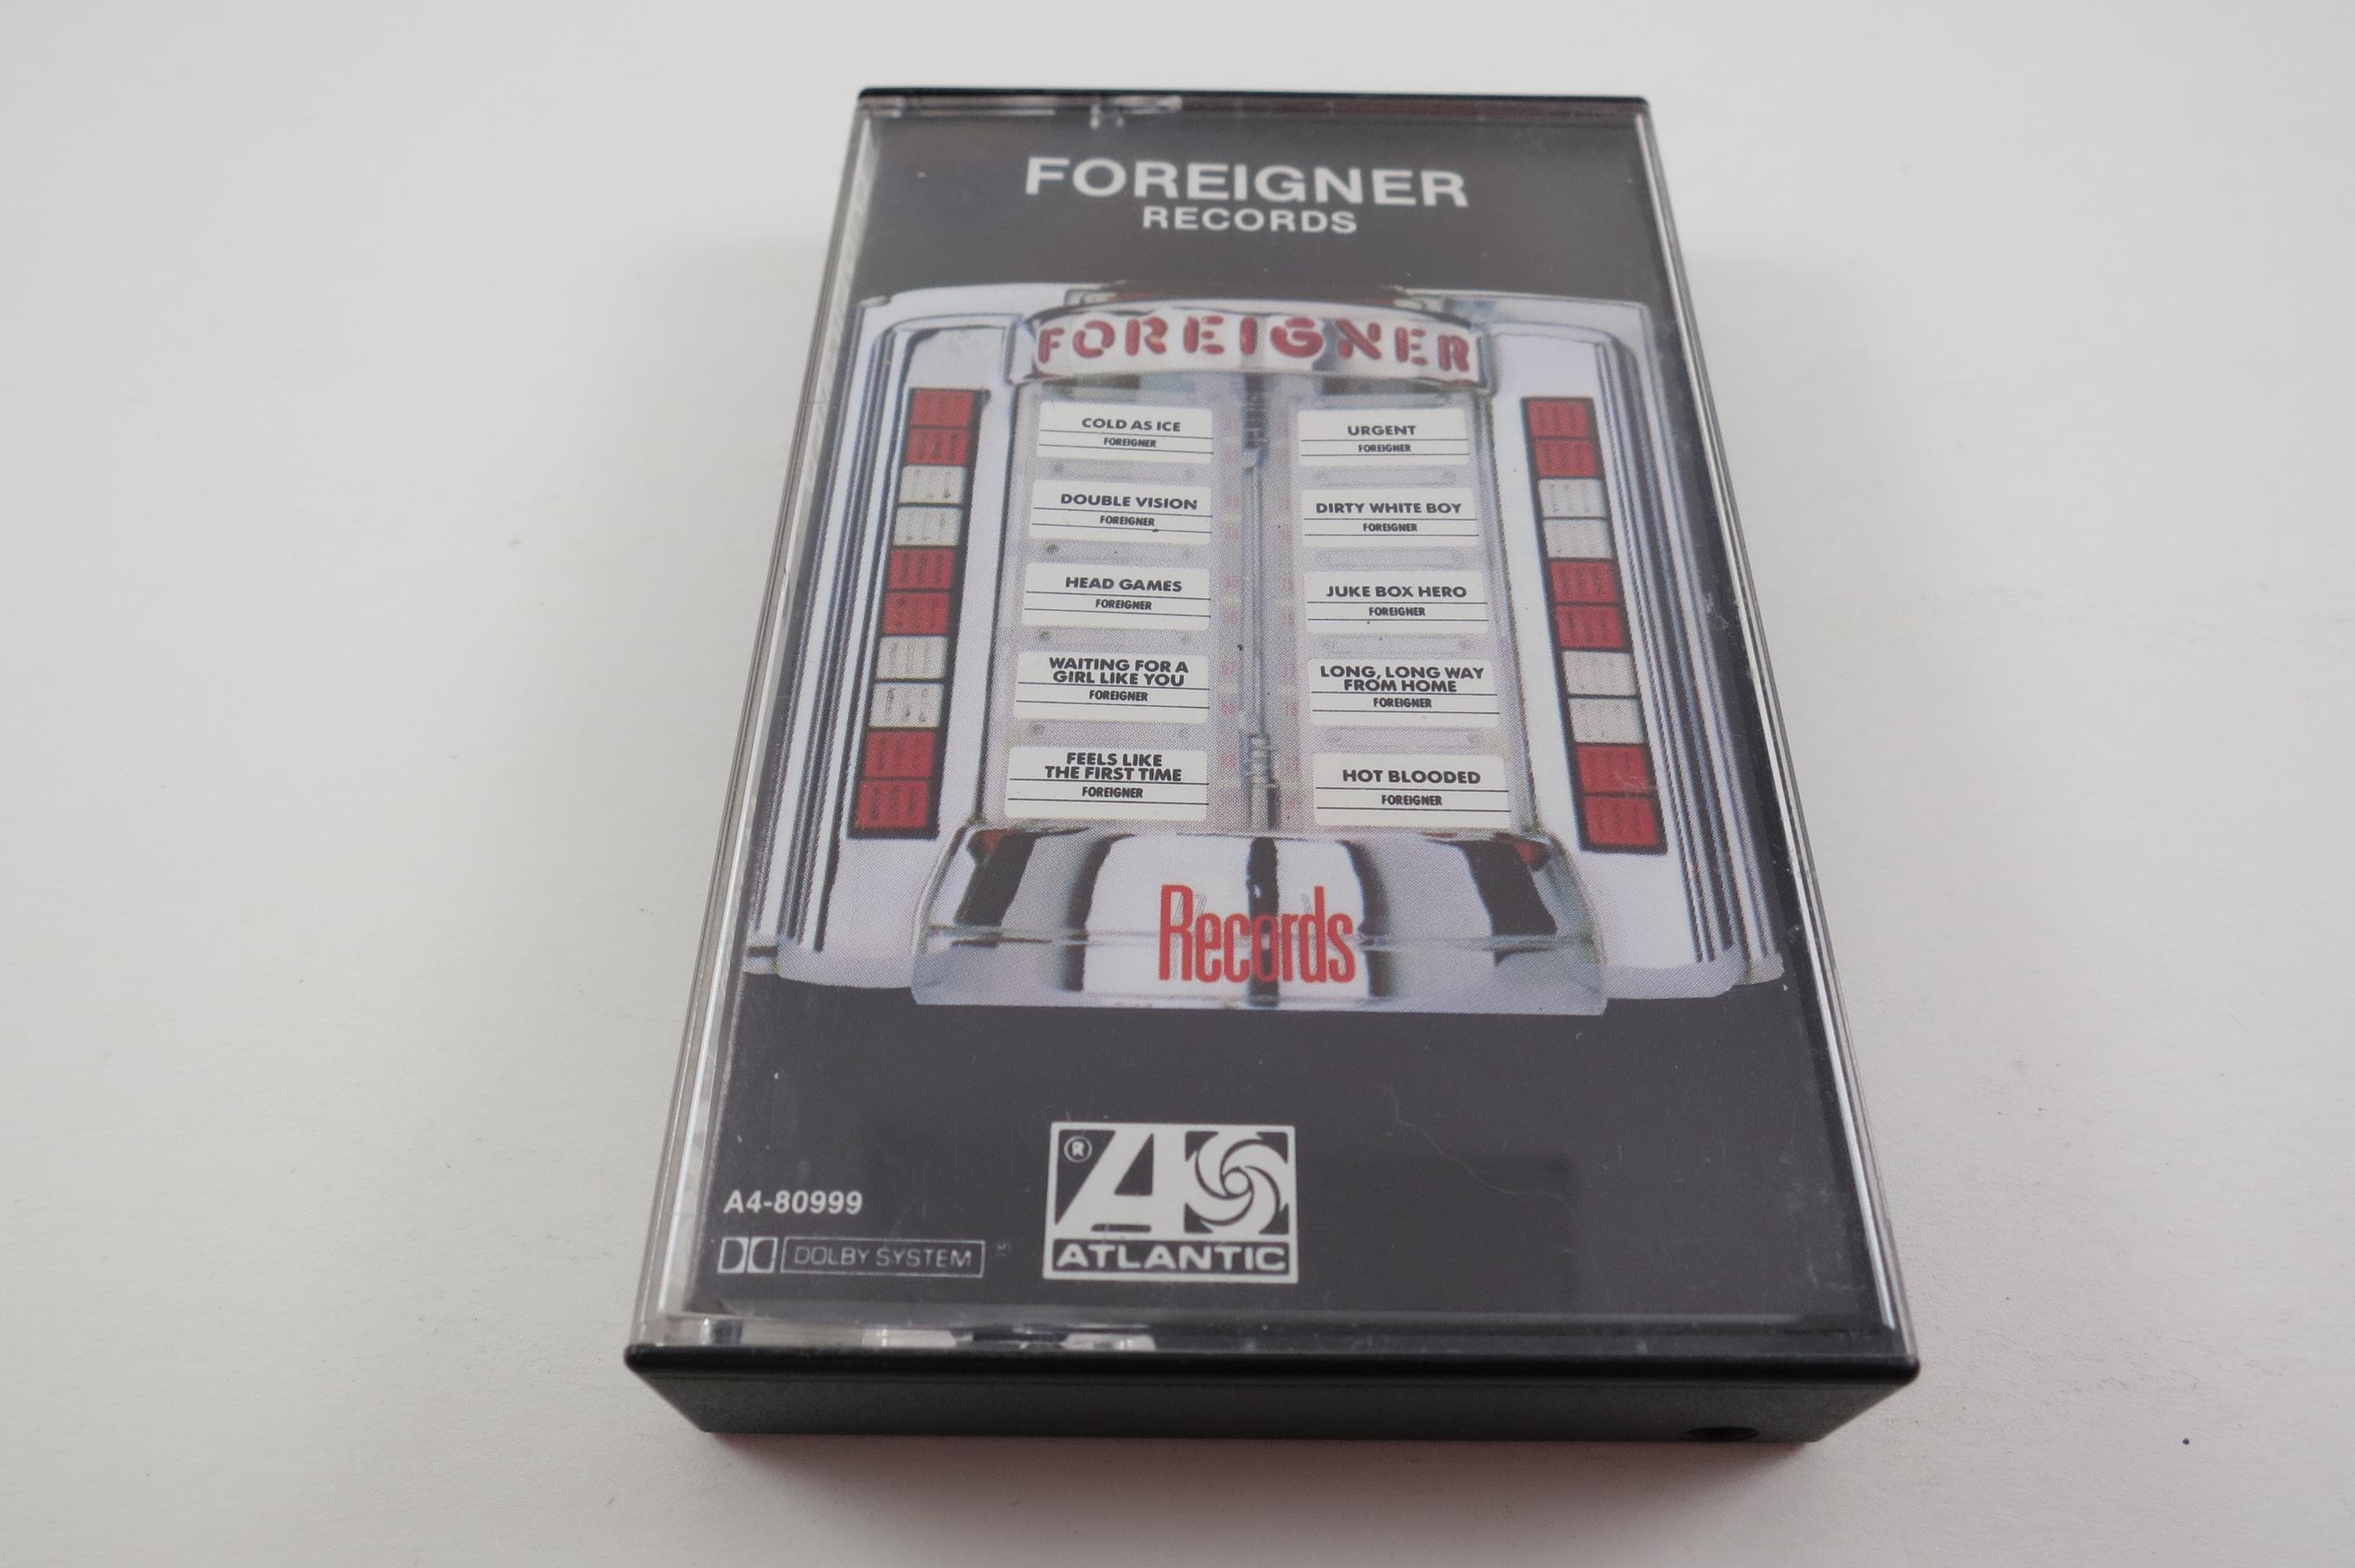 FOREIGNER
RECORDS
FOREIGNER
COLD AS ICE
FOREIGNER
DOUBLE VISION
FOREIGNER
HEAD GAMES
FOREIGNER
WAITING FOR A
GIRL LIKE YOU
FOREIGNER
FEELS LIKE
THE FIRST TIME
FOREIGNER
URGENT
FOREIGNER
DIRTY WHITE BOY
FOREIGNER
JUKE BOX HERO
FOREIGNER
LONG, LONG WAY
FROM HOME
FOREIGNER
HOT BLOODED
FOREIGNER
Records
A4-80999
DOLBY SYSTEM ®
® A
ATLANTIC